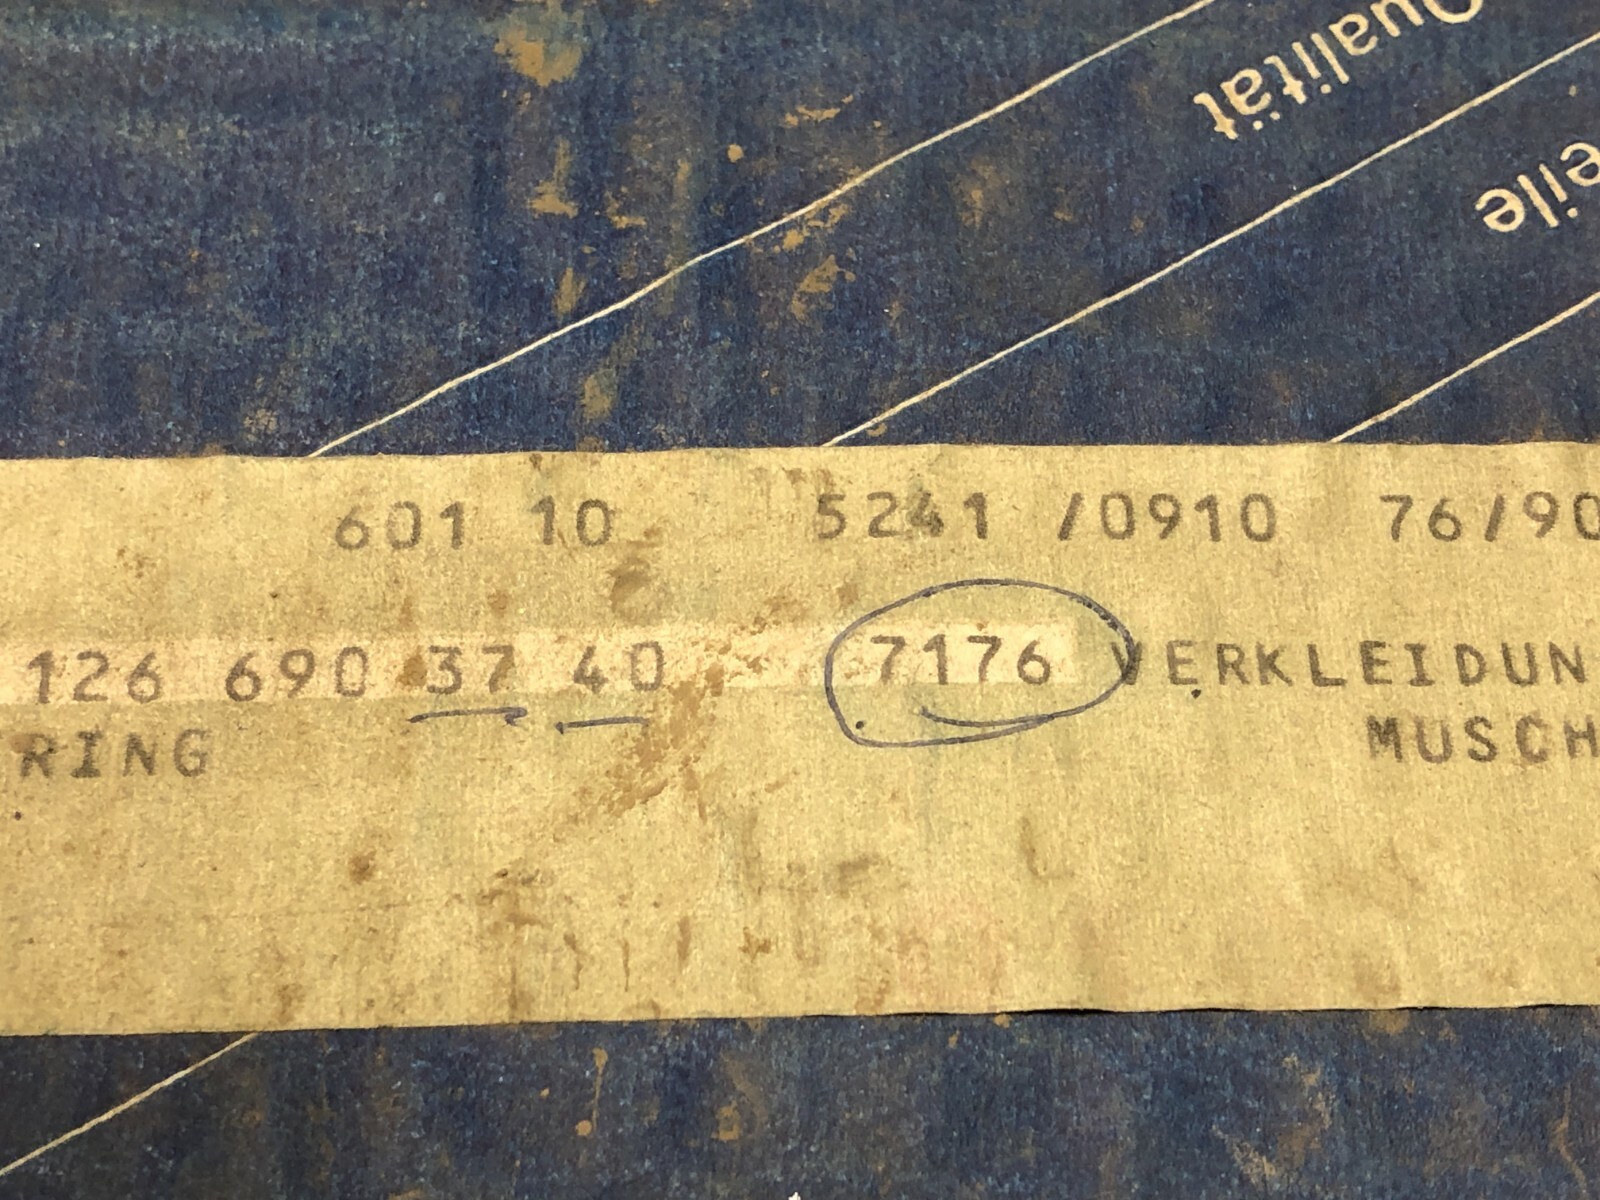 Qualität
eile
601 10 5241 /0910 76/90
126 690 37 40 7176 VERKLEIDUN
RING MUSCH